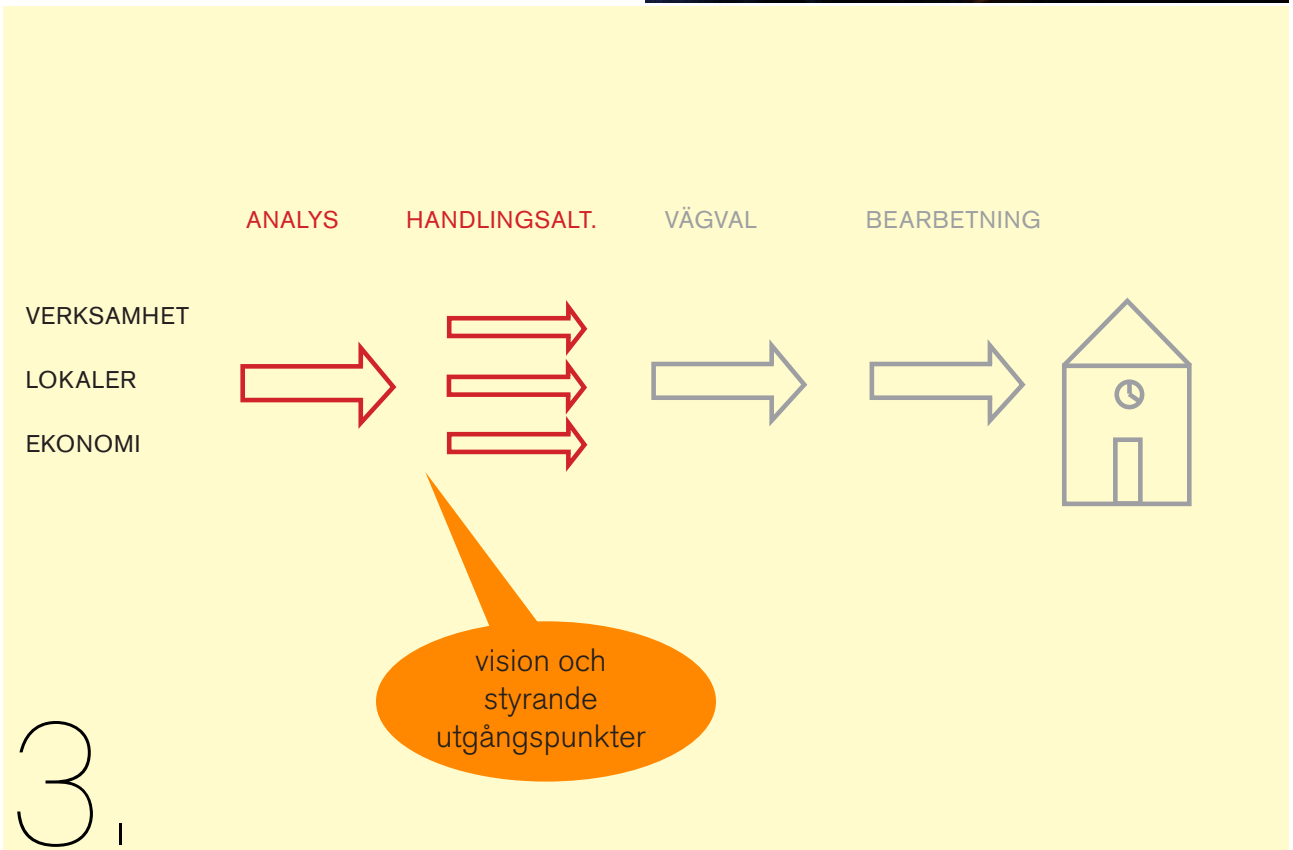 ANALYS HANDLINGSALT. VÄGVAL BEARBETNING
VERKSAMHET
LOKALER
EKONOMI
vision och
styrande
utgångspunkter
3.